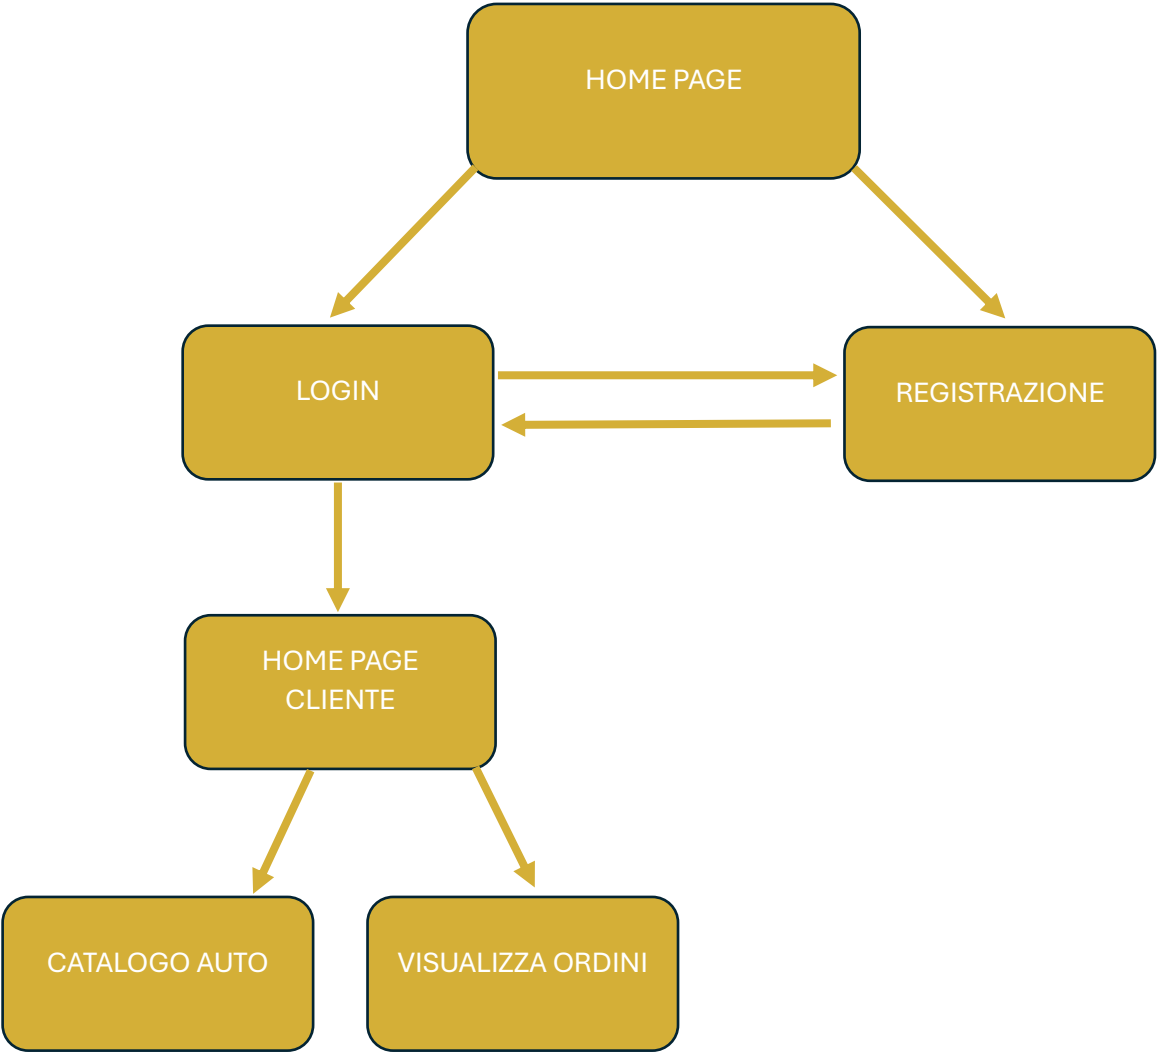 HOME PAGE
LOGIN
REGISTRAZIONE
HOME PAGE
CLIENTE
CATALOGO AUTO
VISUALIZZA ORDINI